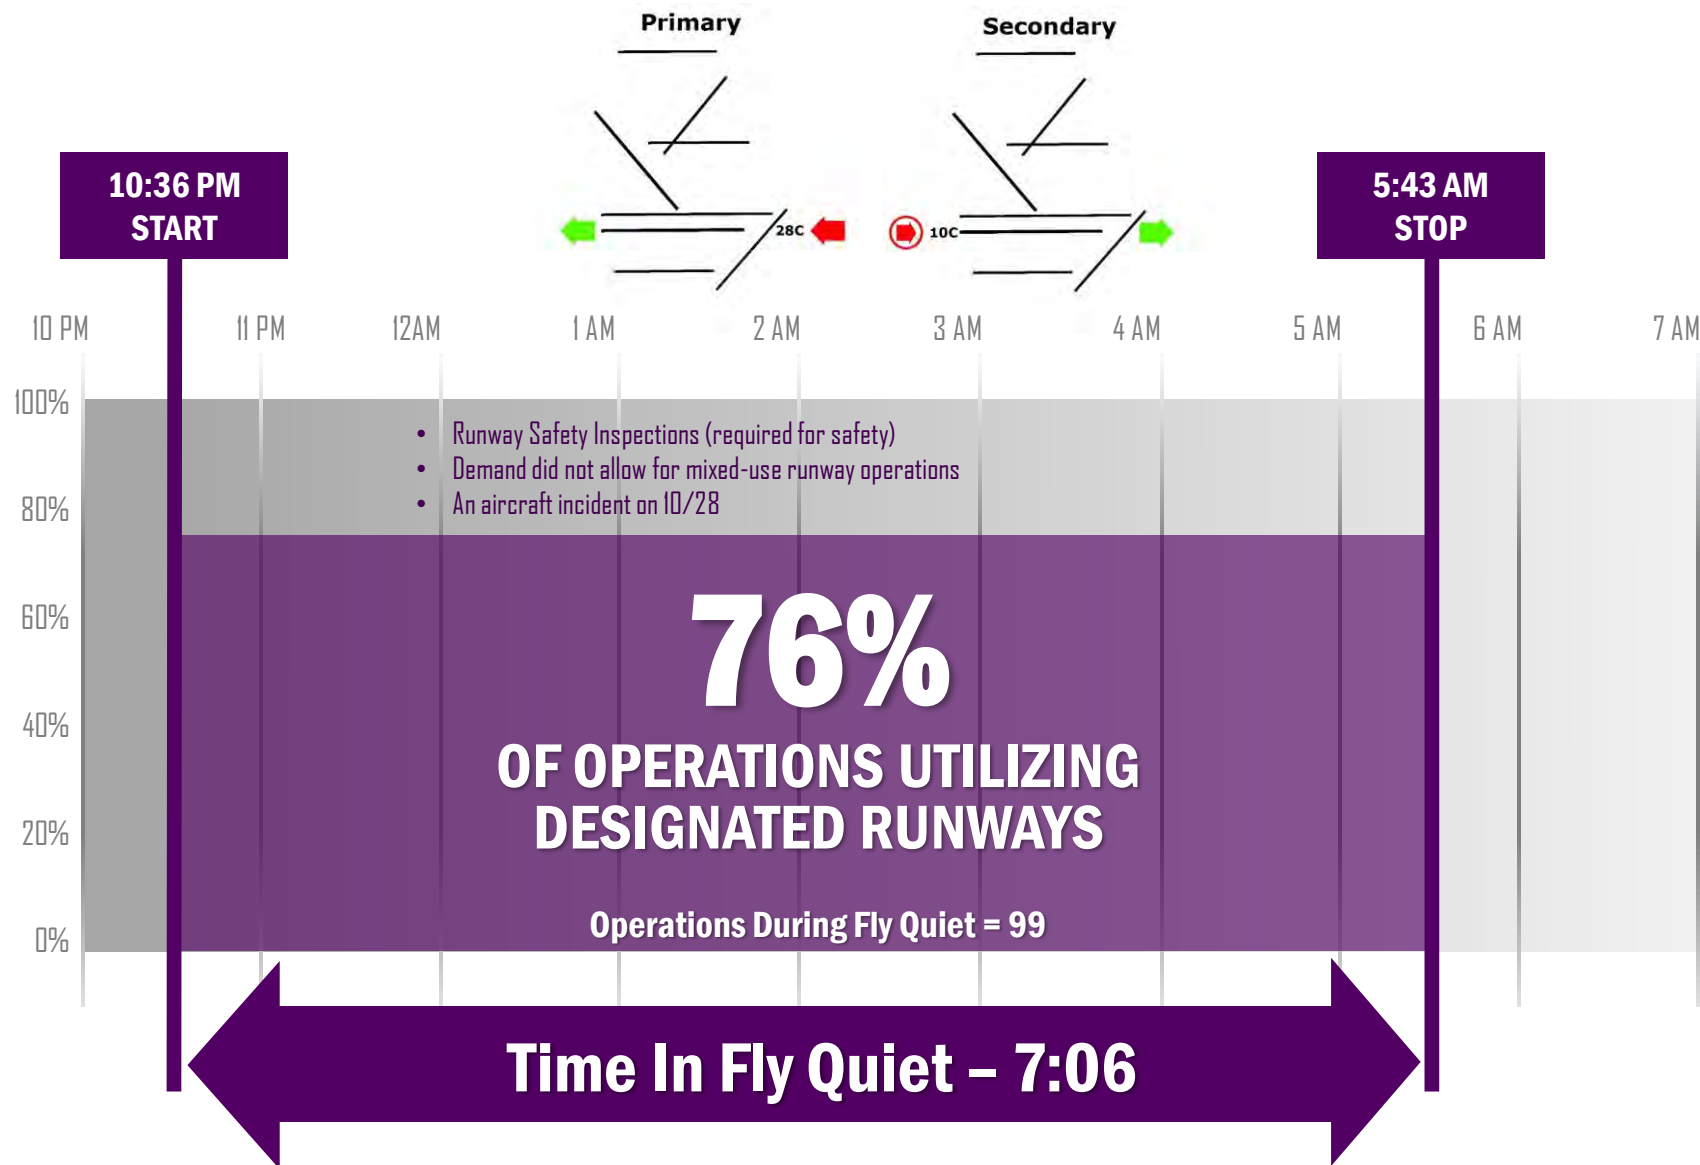 Primary
Secondary
10:36 PM
START
5:43 AM
STOP
28C
10C
10 PM
11 PM
12AM
1 AM
2 AM
3 AM
4 AM
5 AM
6 AM
7 AM
100%
80%
60%
40%
20%
0%
• Runway Safety Inspections (required for safety)
• Demand did not allow for mixed-use runway operations
• An aircraft incident on 10/28
76%
OF OPERATIONS UTILIZING
DESIGNATED RUNWAYS
Operations During Fly Quiet = 99
Time In Fly Quiet – 7:06